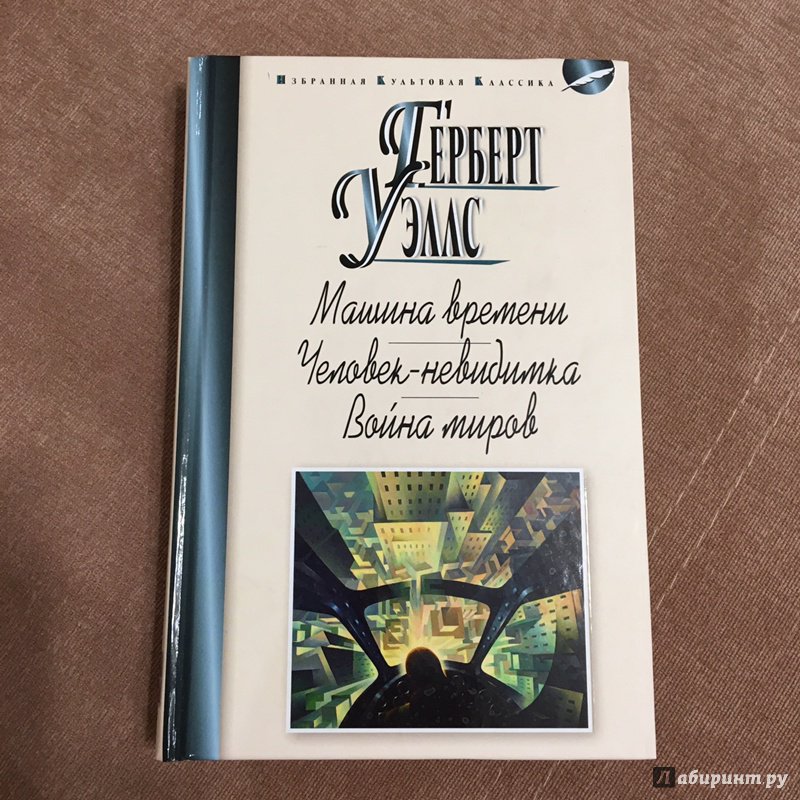 Избранная Культовая Классика
Герберт
Уэллс
Машина времени
Человек-невидимка
Война миров
Лабиринт.ру